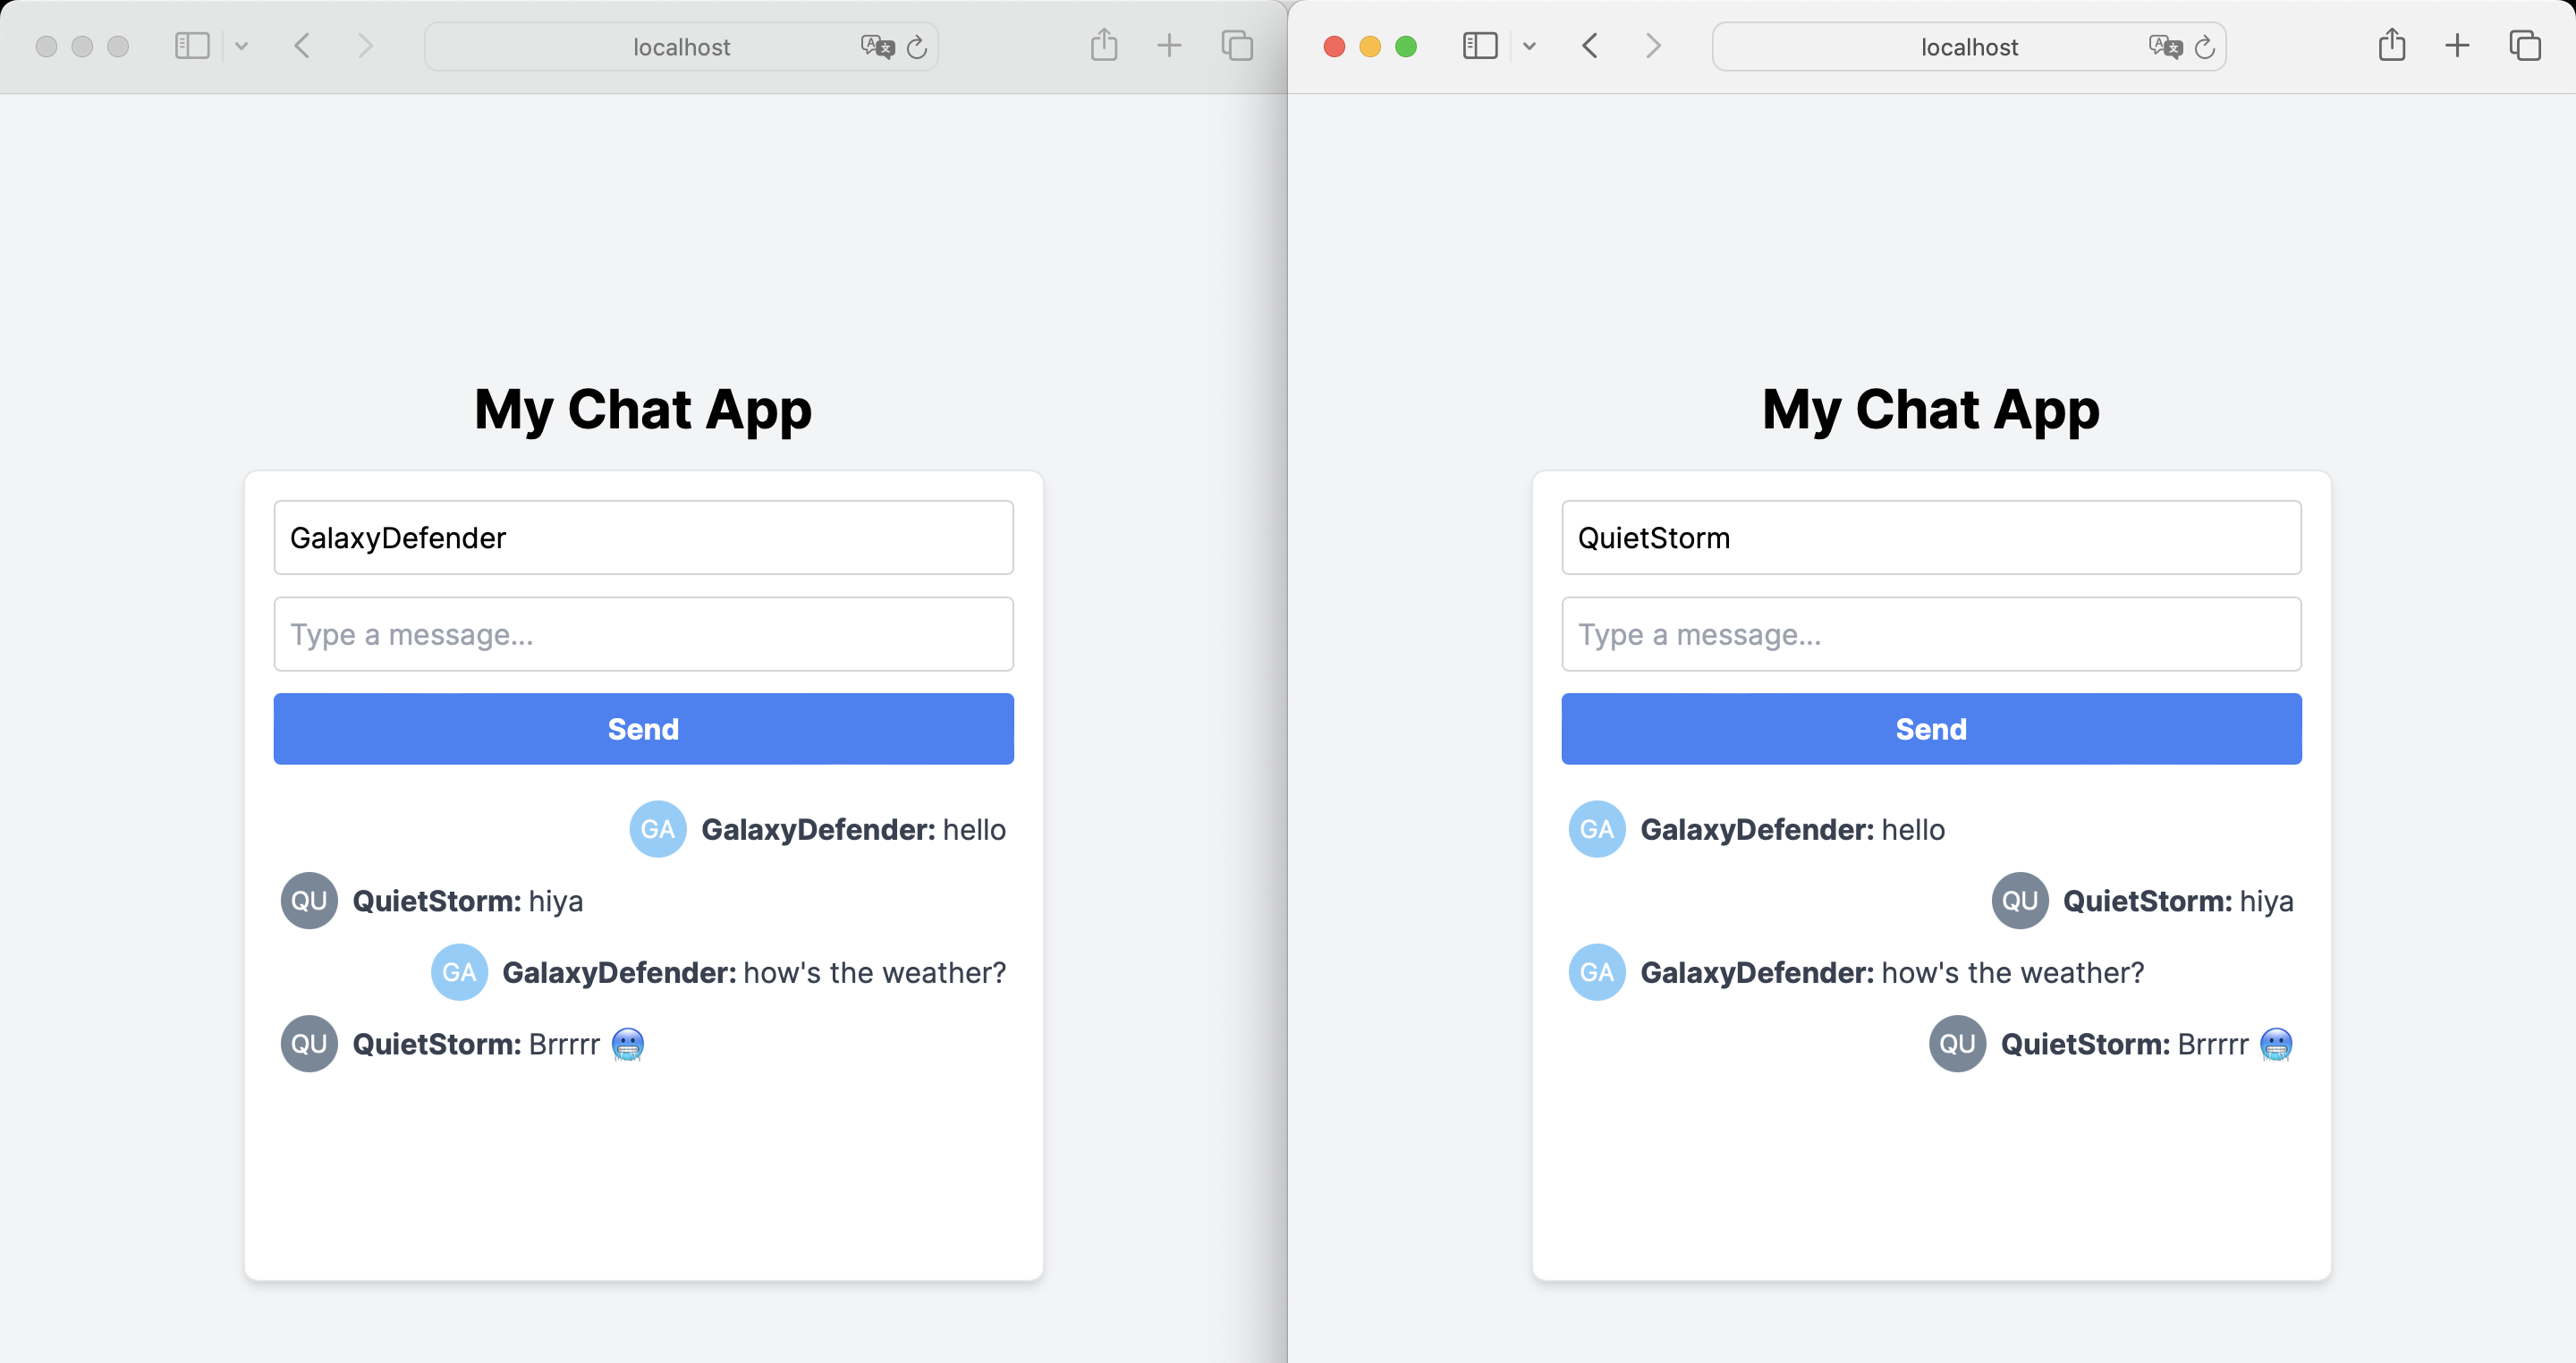 localhost
My Chat App
GalaxyDefender
Type a message...
Send
GA GalaxyDefender: hello
QU QuietStorm: hiya
GA GalaxyDefender: how's the weather?
QU QuietStorm: Brrrrr 🥶
localhost
My Chat App
QuietStorm
Type a message...
Send
GA GalaxyDefender: hello
QU QuietStorm: hiya
GA GalaxyDefender: how's the weather?
QU QuietStorm: Brrrrr 🥶